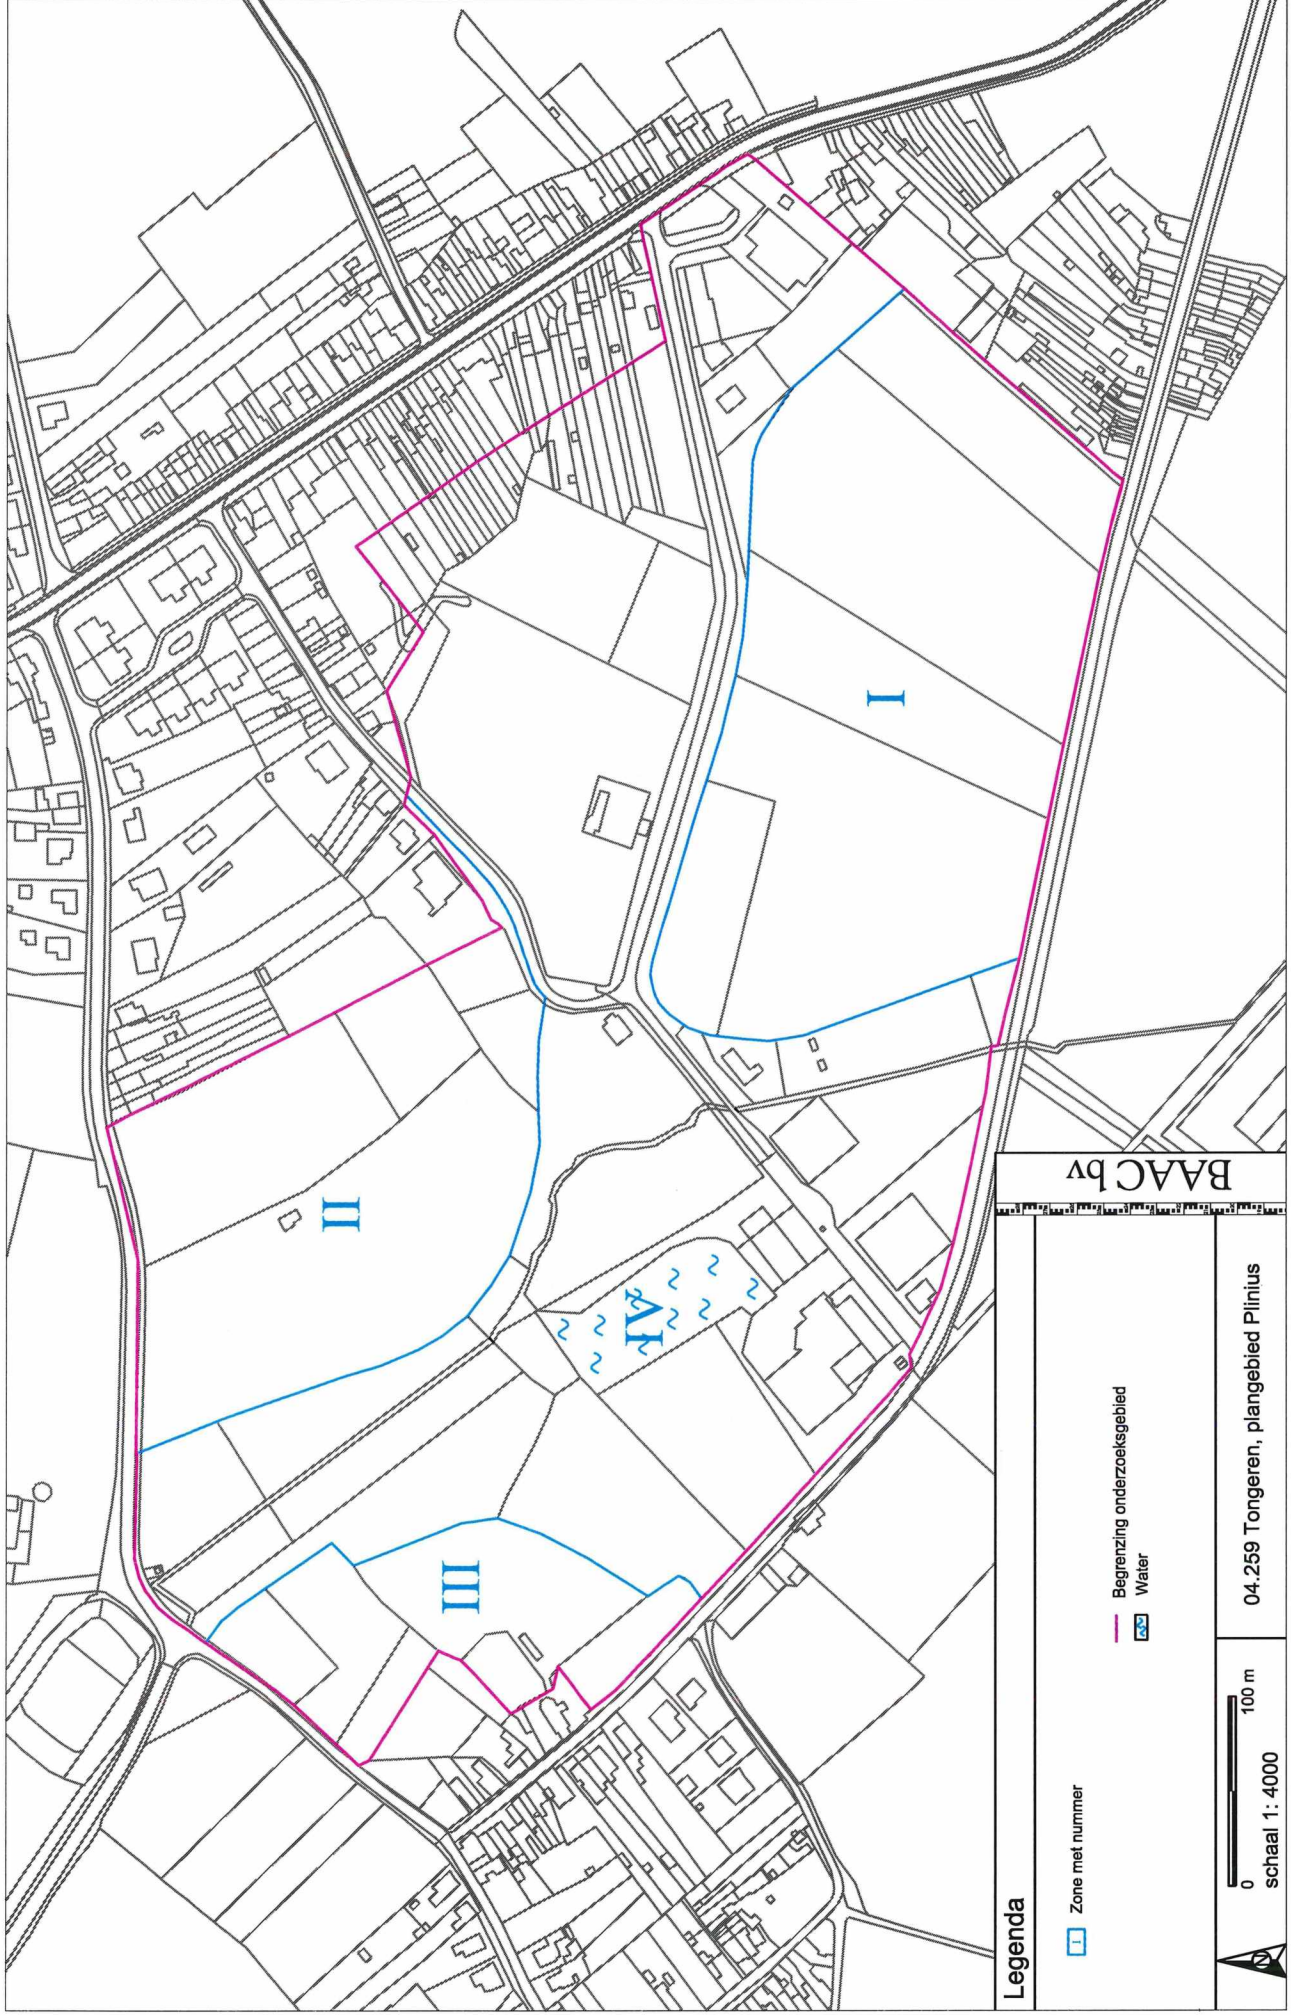 I
II
III
IV
Legenda
I Zone met nummer
Begrenzing onderzoeksgebied
Water
BAAC bv
N
0 100 m
schaal 1: 4000
04.259 Tongeren, plangebied Plinius